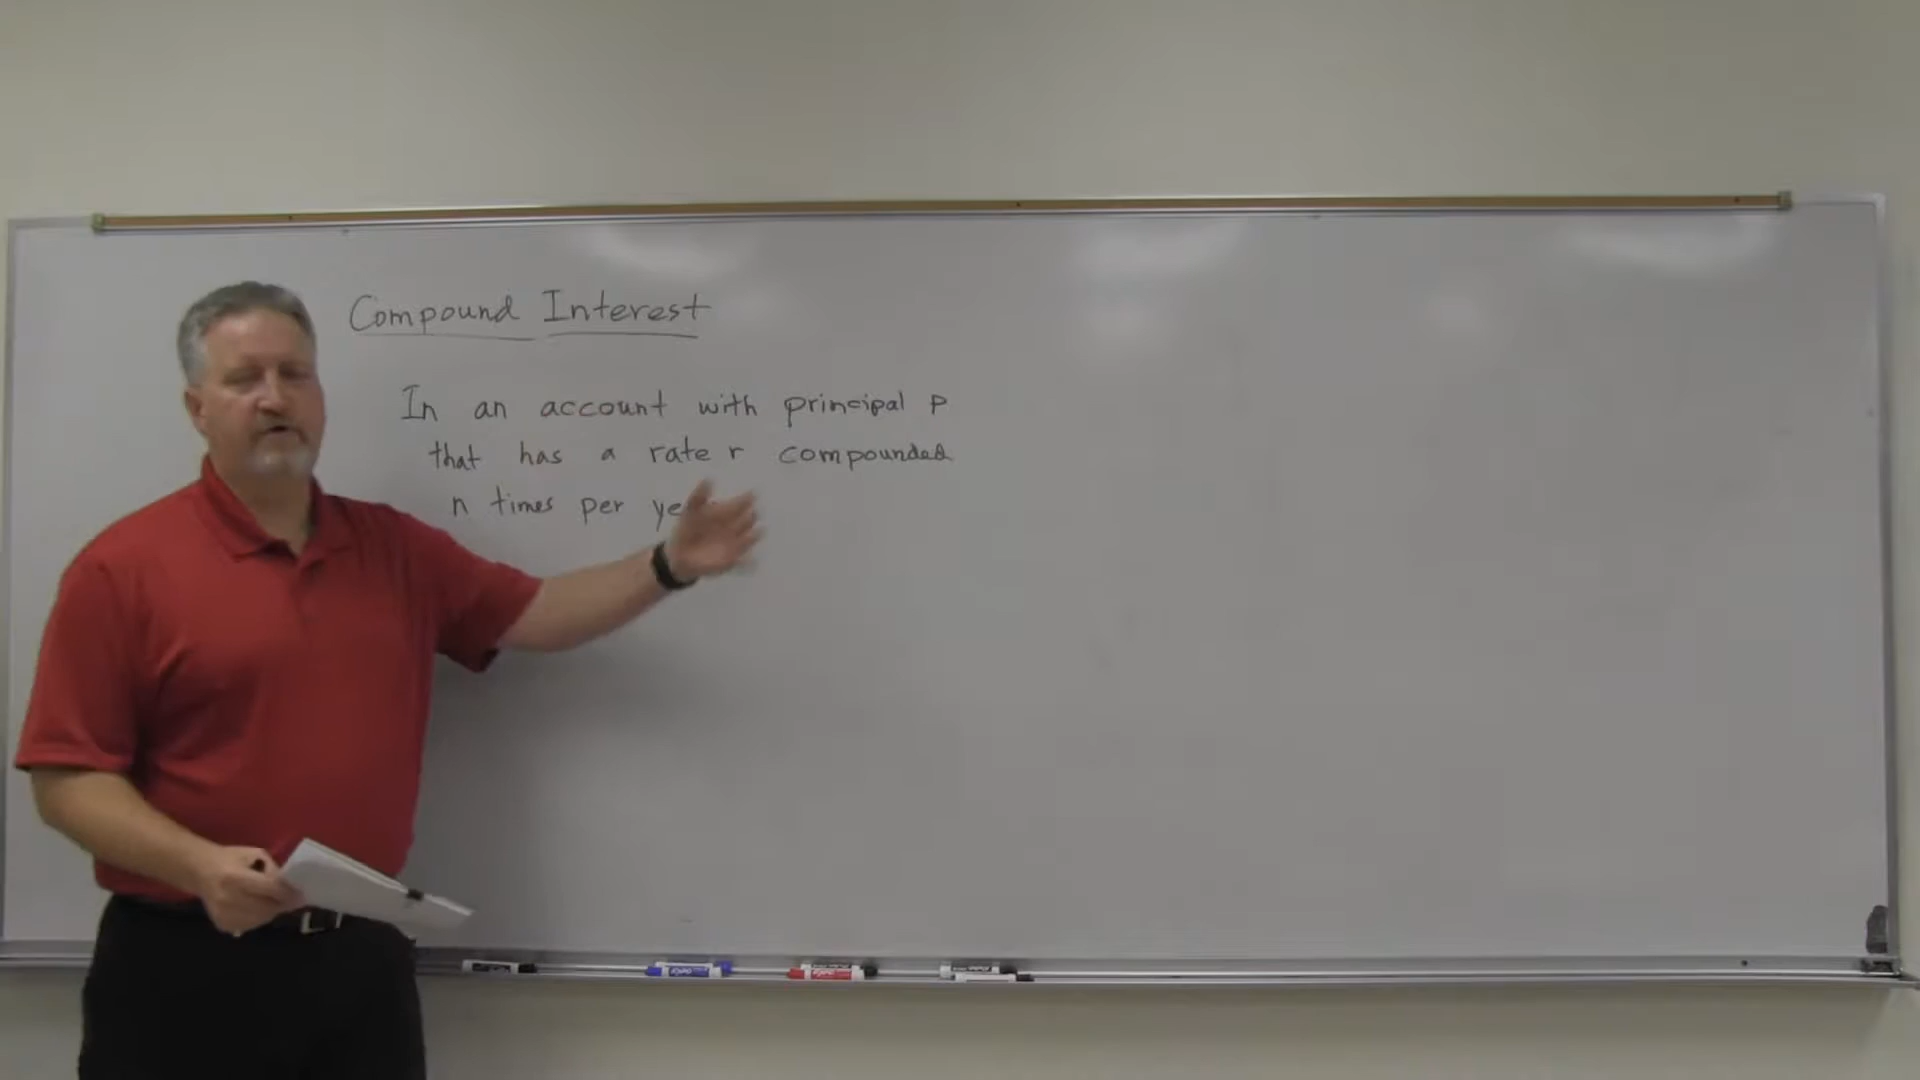 Compound Interest
In an account with principal P
that has a rate r compounded
n times per